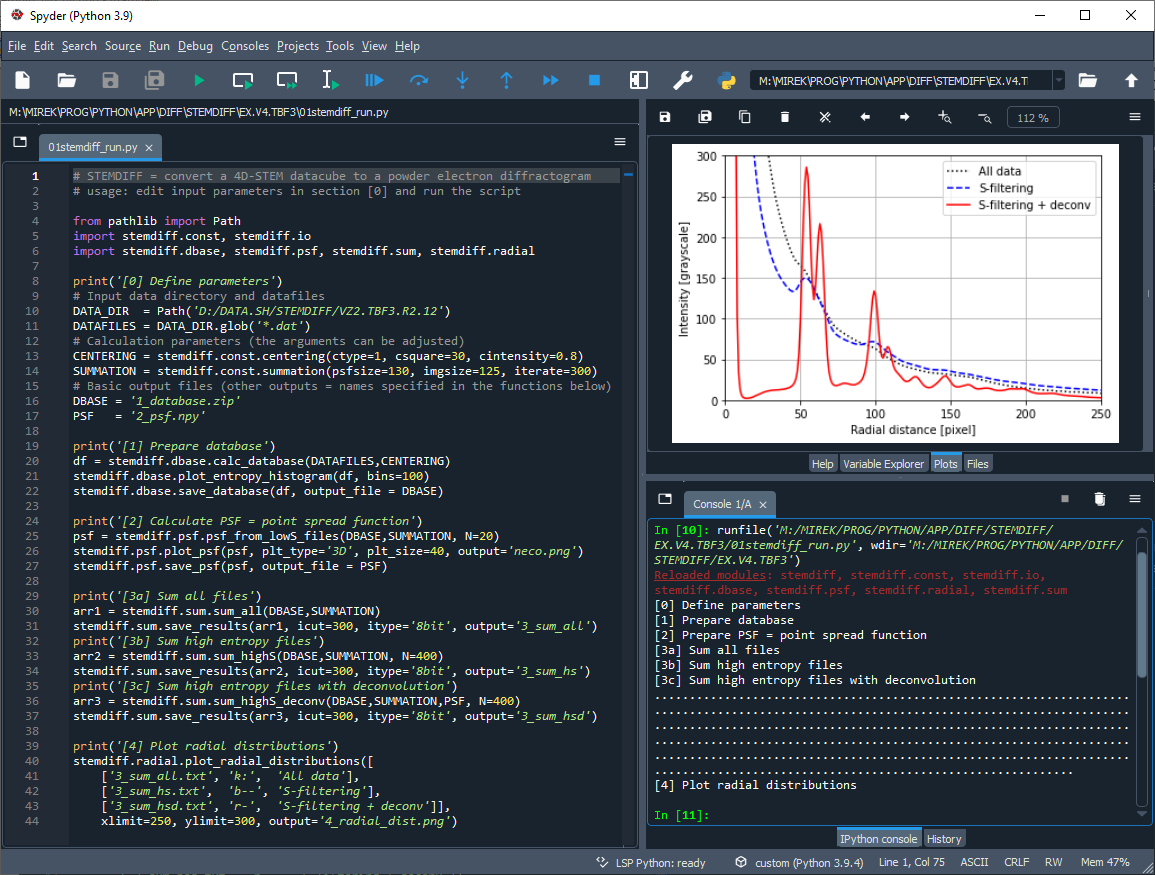 Spyder (Python 3.9)
File Edit Search Source Run Debug Consoles Projects Tools View Help
M:\MIREK\PROG\PYTHON\APP\DIFF\STEMDIFF\EX.V4.T
M:\MIREK\PROG\PYTHON\APP\DIFF\STEMDIFF\EX.V4.TBF3\01stemdiff_run.py
01stemdiff_run.py
1 # STEMDIFF = convert a 4D-STEM datacube to a powder electron diffractogram
2 # usage: edit input parameters in section [0] and run the script
3
4 from pathlib import Path
5 import stemdiff.const, stemdiff.io
6 import stemdiff.dbase, stemdiff.psf, stemdiff.sum, stemdiff.radial
7
8 print('[0] Define parameters')
9 # Input data directory and datafiles
10 DATA_DIR  = Path('D:/DATA.SH/STEMDIFF/VZ2.TBF3.R2.12')
11 DATAFILES = DATA_DIR.glob('*.dat')
12 # Calculation parameters (the arguments can be adjusted)
13 CENTERING = stemdiff.const.centering(ctype=1, csquare=30, cintensity=0.8)
14 SUMMATION = stemdiff.const.summation(psfsize=130, imgsize=125, iterate=300)
15 # Basic output files (other outputs = names specified in the functions below)
16 DBASE = '1_database.zip'
17 PSF   = '2_psf.npy'
18
19 print('[1] Prepare database')
20 df = stemdiff.dbase.calc_database(DATAFILES,CENTERING)
21 stemdiff.dbase.plot_entropy_histogram(df, bins=100)
22 stemdiff.dbase.save_database(df, output_file = DBASE)
23
24 print('[2] Calculate PSF = point spread function')
25 psf = stemdiff.psf.psf_from_lowS_files(DBASE,SUMMATION, N=20)
26 stemdiff.psf.plot_psf(psf, plt_type='3D', plt_size=40, output='neco.png')
27 stemdiff.psf.save_psf(psf, output_file = PSF)
28
29 print('[3a] Sum all files')
30 arr1 = stemdiff.sum.sum_all(DBASE,SUMMATION)
31 stemdiff.sum.save_results(arr1, icut=300, itype='8bit', output='3_sum_all')
32 print('[3b] Sum high entropy files')
33 arr2 = stemdiff.sum.sum_highS(DBASE,SUMMATION, N=400)
34 stemdiff.sum.save_results(arr2, icut=300, itype='8bit', output='3_sum_hs')
35 print('[3c] Sum high entropy files with deconvolution')
36 arr3 = stemdiff.sum.sum_highS_deconv(DBASE,SUMMATION,PSF, N=400)
37 stemdiff.sum.save_results(arr3, icut=300, itype='8bit', output='3_sum_hsd')
38
39 print('[4] Plot radial distributions')
40 stemdiff.radial.plot_radial_distributions([
41     ['3_sum_all.txt', 'k:',  'All data'],
42     ['3_sum_hs.txt',  'b--', 'S-filtering'],
43     ['3_sum_hsd.txt', 'r-',  'S-filtering + deconv']],
44     xlimit=250, ylimit=300, output='4_radial_dist.png')
112 %
300
250
200
150
100
50
0
Intensity [grayscale]
All data
S-filtering
S-filtering + deconv
0 50 100 150 200 250
Radial distance [pixel]
Help Variable Explorer Plots Files
Console 1/A
In [10]: runfile('M:/MIREK/PROG/PYTHON/APP/DIFF/STEMDIFF/
EX.V4.TBF3/01stemdiff_run.py', wdir='M:/MIREK/PROG/PYTHON/APP/DIFF/
STEMDIFF/EX.V4.TBF3')
Reloaded modules: stemdiff, stemdiff.const, stemdiff.io,
stemdiff.dbase, stemdiff.psf, stemdiff.radial, stemdiff.sum
[0] Define parameters
[1] Prepare database
[2] Prepare PSF = point spread function
[3a] Sum all files
[3b] Sum high entropy files
[3c] Sum high entropy files with deconvolution
....................................................................
....................................................................
....................................................................
....................................................................
....................................................................
............................................................
[4] Plot radial distributions
In [11]:
IPython console History
LSP Python: ready custom (Python 3.9.4) Line 1, Col 75 ASCII CRLF RW Mem 47%